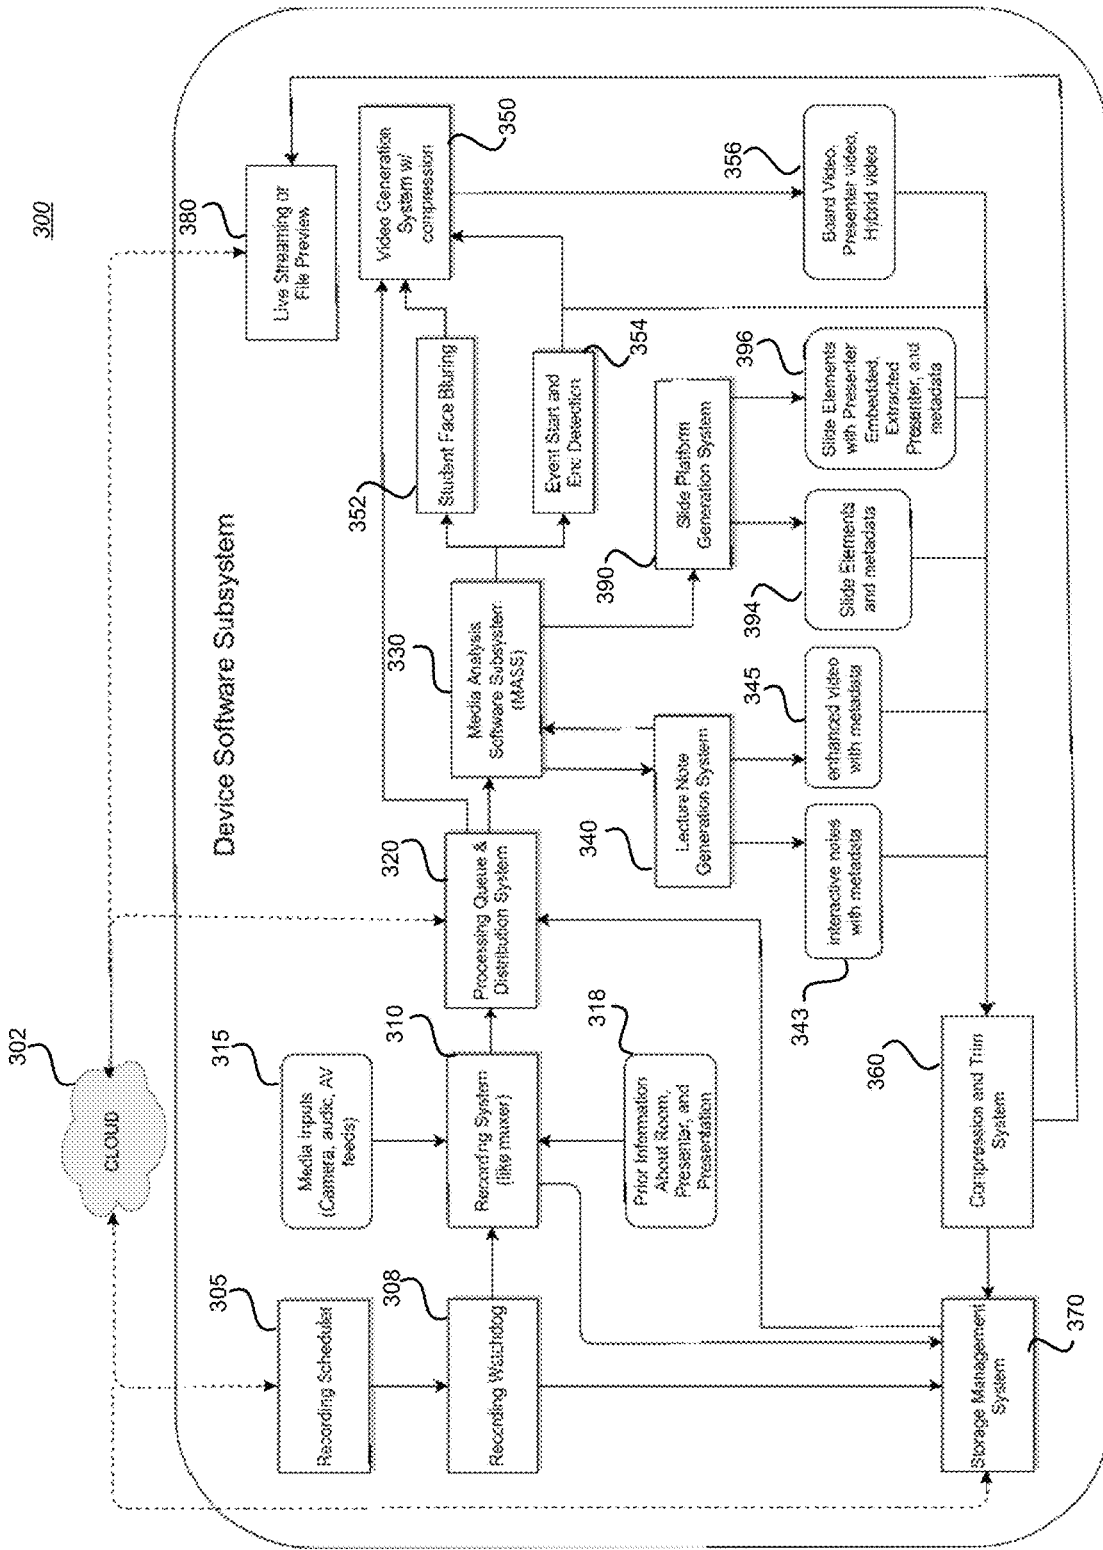 300
Device Software Subsystem
302
CLOUD
305
Recording Scheduler
308
Recording Watchdog
315
Media Inputs
(Camera, audio, AV
feeds)
310
Recording System
(like mixer)
318
Prior Information
About Room,
Presenter, and
Presentation
320
Processing Queue &
Distribution System
330
Media Analysis
Software Subsystem
(MASS)
340
Lecture Note
Generation System
343
interactive notes
with metadata
345
enhanced video
with metadata
352
Student Face Bluring
354
Event Start and
End Detection
350
Video Generation
System w/
compression
380
Live Streaming or
File Preview
390
Slide Platform
Generation System
394
Slide Elements
and metadata
396
Slide Elements
with Presenter
Embedded,
Extracted
Presenter, and
metadata
356
Board Video,
Presenter video,
Hybrid video
360
Compression and Trim
System
370
Storage Management
System